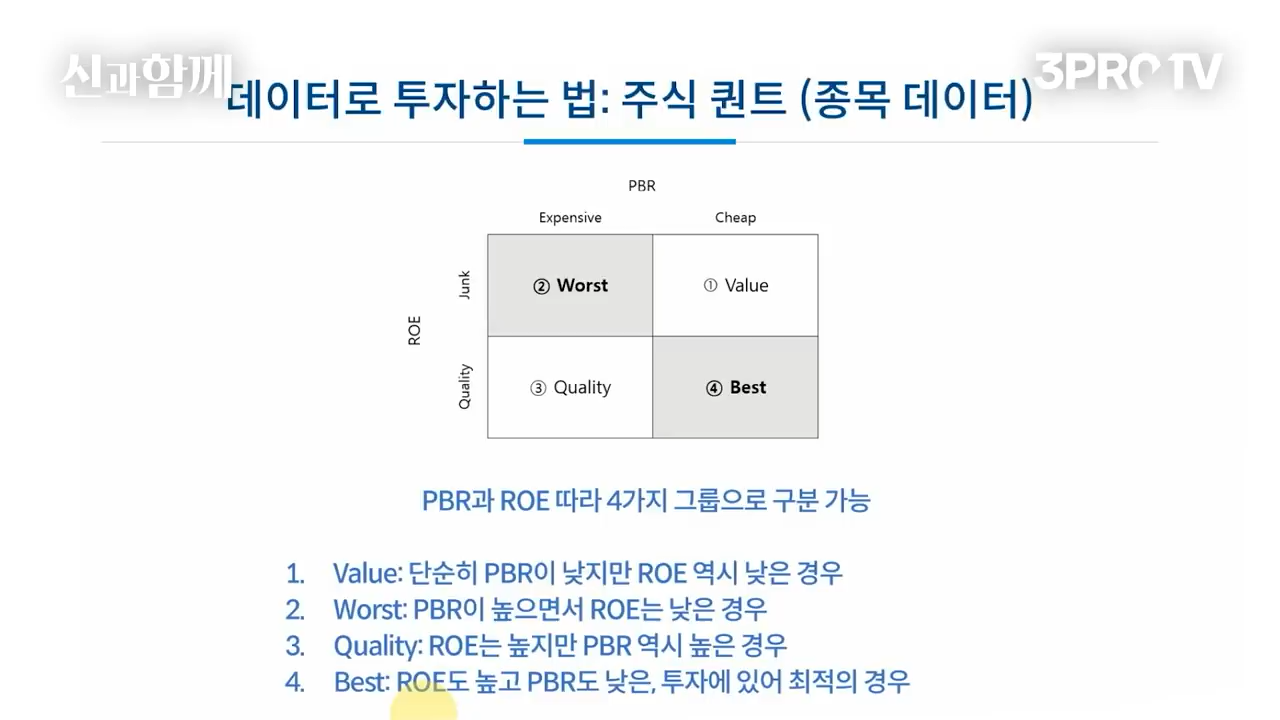 신과함께
3PROTV
데이터로 투자하는 법: 주식 퀀트 (종목 데이터)
PBR
Expensive
Cheap
ROE
Junk
② Worst
① Value
Quality
③ Quality
④ Best
PBR과 ROE 따라 4가지 그룹으로 구분 가능
1. Value: 단순히 PBR이 낮지만 ROE 역시 낮은 경우
2. Worst: PBR이 높으면서 ROE는 낮은 경우
3. Quality: ROE는 높지만 PBR 역시 높은 경우
4. Best: ROE도 높고 PBR도 낮은, 투자에 있어 최적의 경우